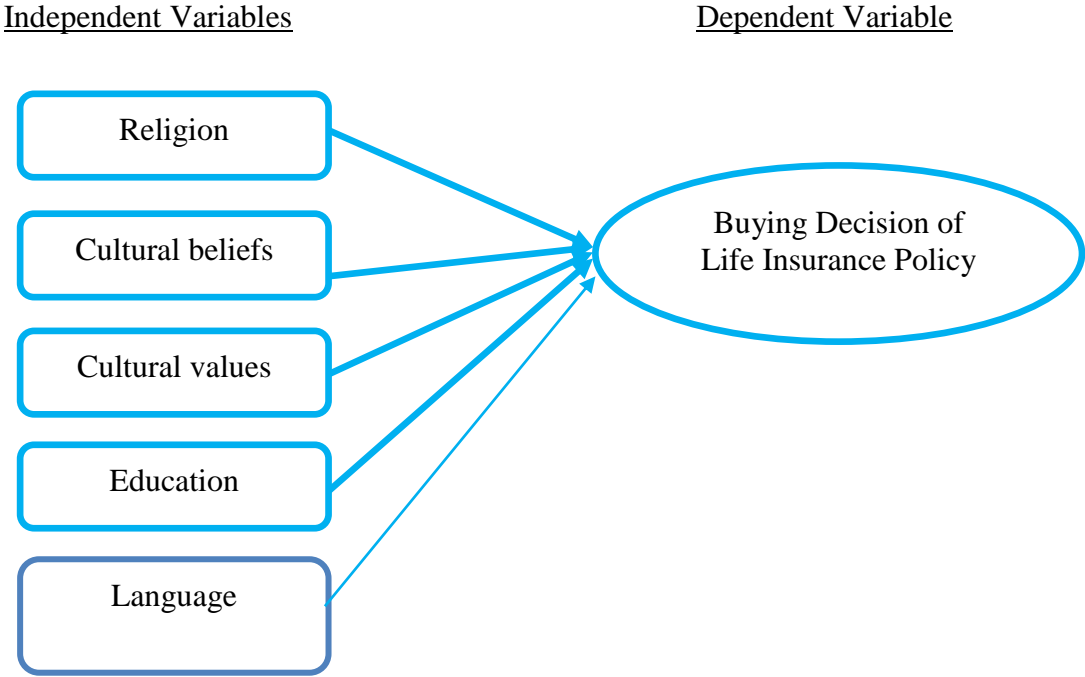 Independent Variables
Dependent Variable
Religion
Cultural beliefs
Cultural values
Education
Language
Buying Decision of
Life Insurance Policy